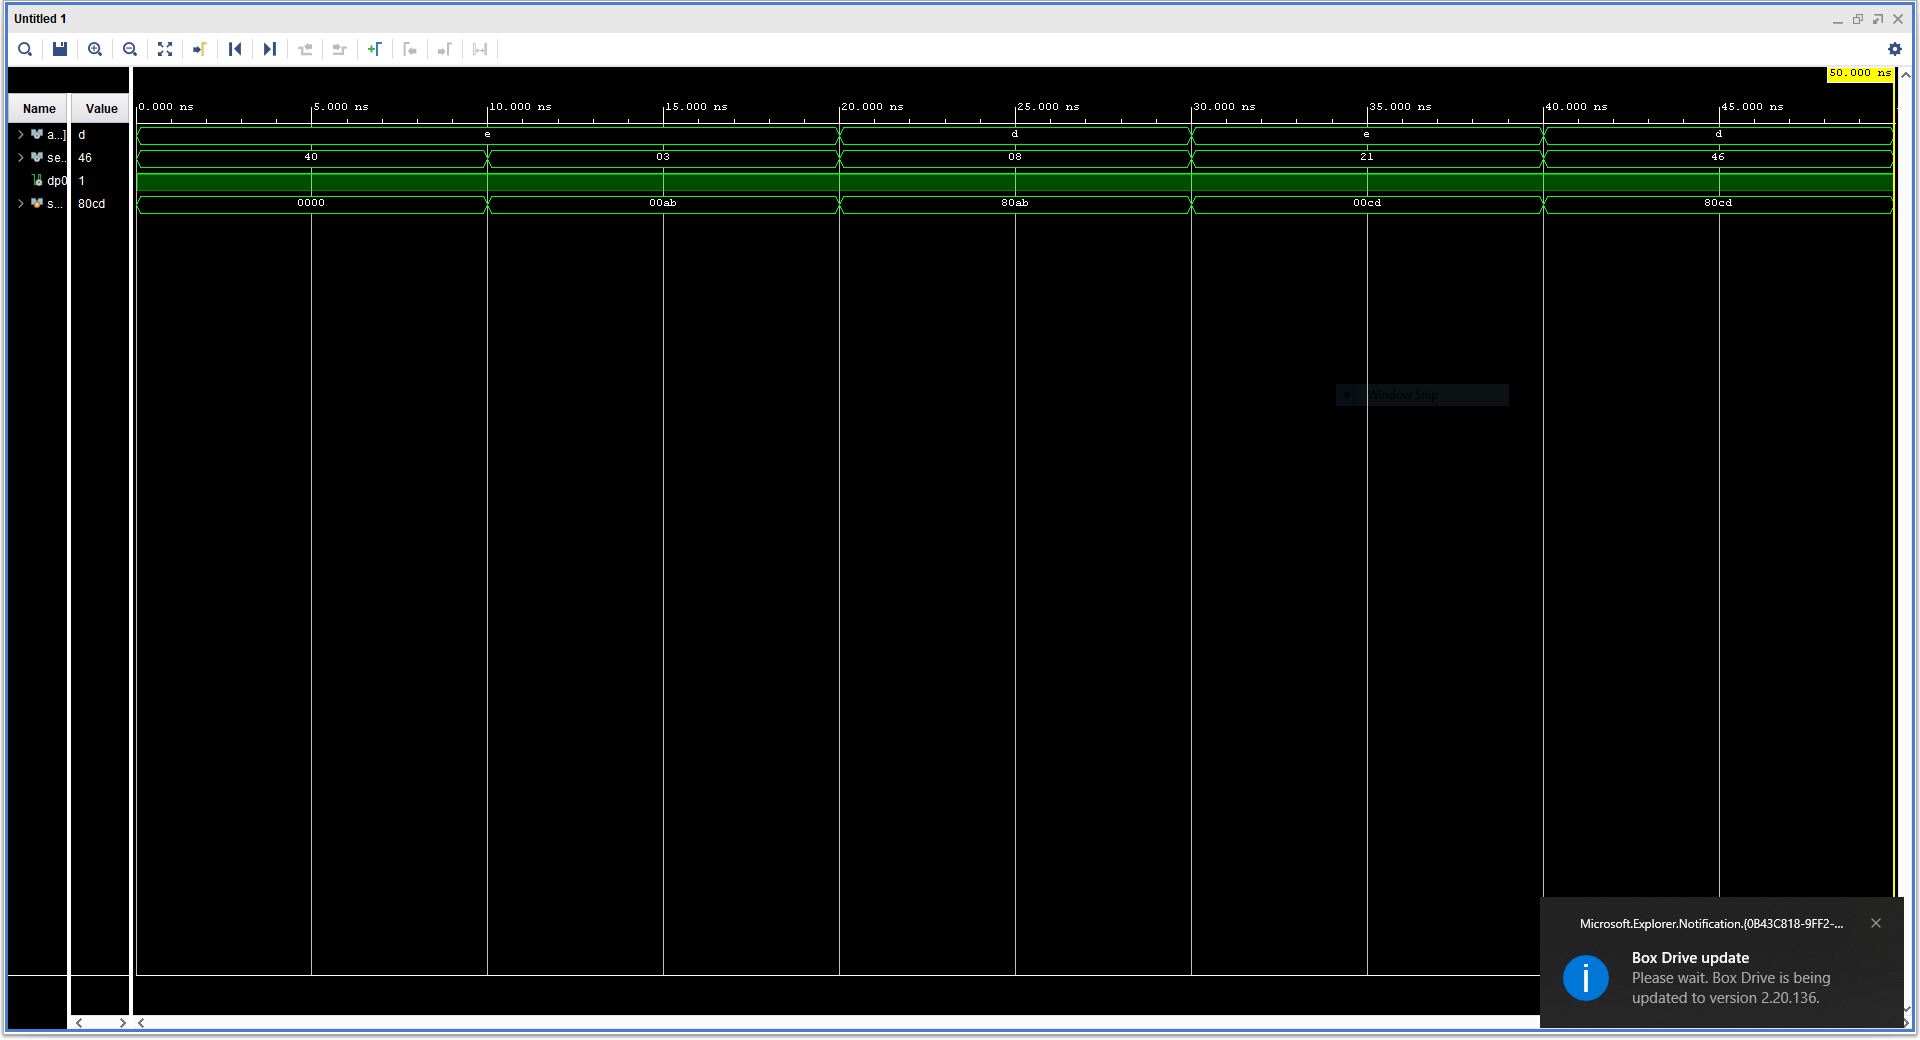 Untitled 1
50.000 ns
Name Value
0.000 ns 5.000 ns 10.000 ns 15.000 ns 20.000 ns 25.000 ns 30.000 ns 35.000 ns 40.000 ns 45.000 ns
a...] d e d e d
se... 46 40 03 08 21 46
dp0 1
s... 80cd 0000 00ab 80ab 00cd 80cd
Window Snip
Microsoft.Explorer.Notification.{0B43C818-9FF2-...
Box Drive update
Please wait. Box Drive is being
updated to version 2.20.136.